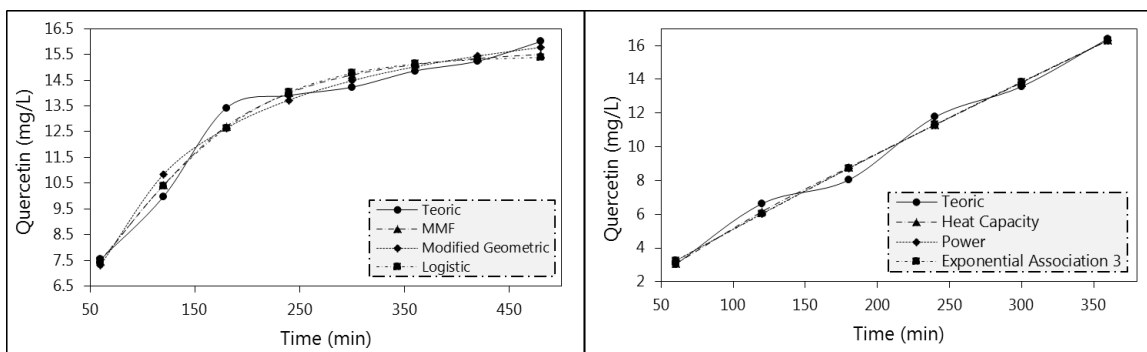 16.5
15.5
14.5
13.5
12.5
11.5
10.5
9.5
8.5
7.5
6.5
Quercetin (mg/L)
50
150
250
350
450
Time (min)
Teoric
MMF
Modified Geometric
Logistic
16
14
12
10
8
6
4
2
Quercetin (mg/L)
50
100
150
200
250
300
350
Time (min)
Teoric
Heat Capacity
Power
Exponential Association 3